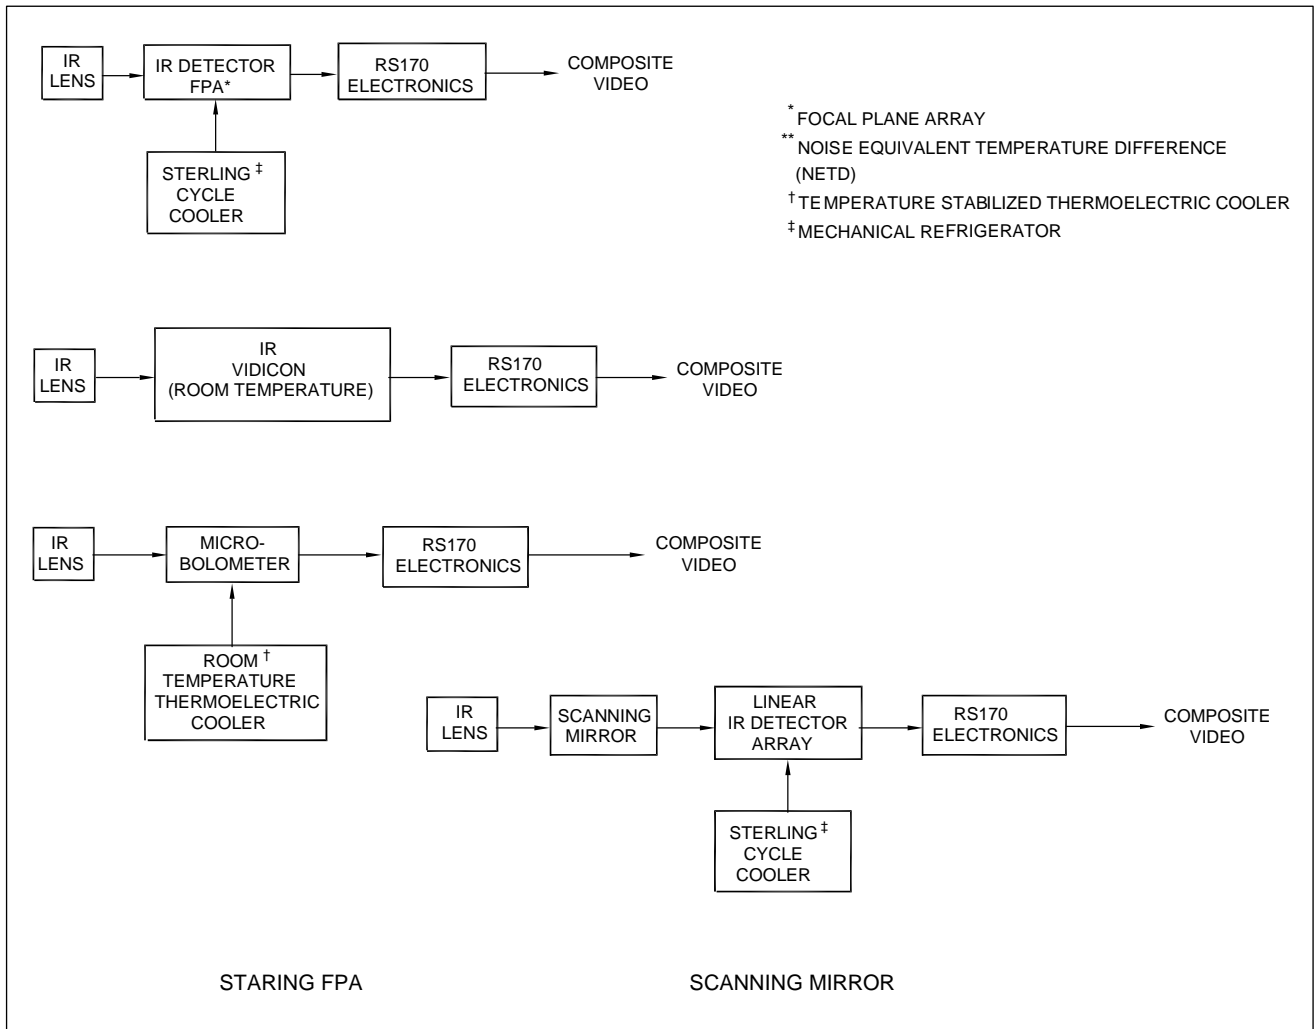 IR
LENS
IR DETECTOR
FPA*
RS170
ELECTRONICS
COMPOSITE
VIDEO
STERLING ‡
CYCLE
COOLER
* FOCAL PLANE ARRAY
** NOISE EQUIVALENT TEMPERATURE DIFFERENCE
(NETD)
† TEMPERATURE STABILIZED THERMOELECTRIC COOLER
‡ MECHANICAL REFRIGERATOR
IR
LENS
IR
VIDICON
(ROOM TEMPERATURE)
RS170
ELECTRONICS
COMPOSITE
VIDEO
IR
LENS
MICRO-
BOLOMETER
RS170
ELECTRONICS
COMPOSITE
VIDEO
ROOM †
TEMPERATURE
THERMOELECTRIC
COOLER
IR
LENS
SCANNING
MIRROR
LINEAR
IR DETECTOR
ARRAY
RS170
ELECTRONICS
COMPOSITE
VIDEO
STERLING ‡
CYCLE
COOLER
STARING FPA
SCANNING MIRROR